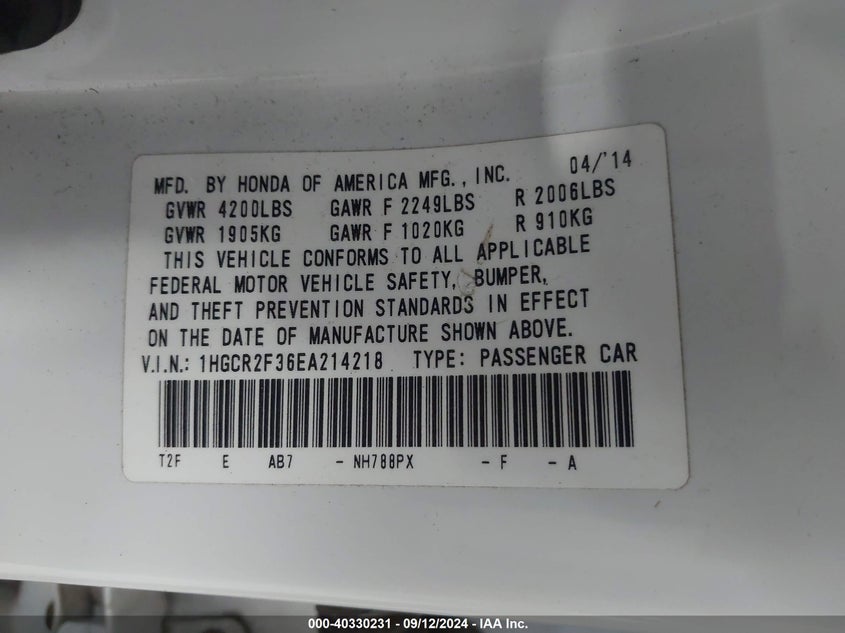 MFD. BY HONDA OF AMERICA MFG., INC. 04/'14
GVWR 4200LBS GAWR F 2249LBS R 2006LBS
GVWR 1905KG GAWR F 1020KG R 910KG
THIS VEHICLE CONFORMS TO ALL APPLICABLE
FEDERAL MOTOR VEHICLE SAFETY, BUMPER,
AND THEFT PREVENTION STANDARDS IN EFFECT
ON THE DATE OF MANUFACTURE SHOWN ABOVE.
V.I.N.: 1HGCR2F36EA214218 TYPE: PASSENGER CAR
T2F E AB7 - NH788PX - F - A
000-40330231 - 09/12/2024 - IAA Inc.